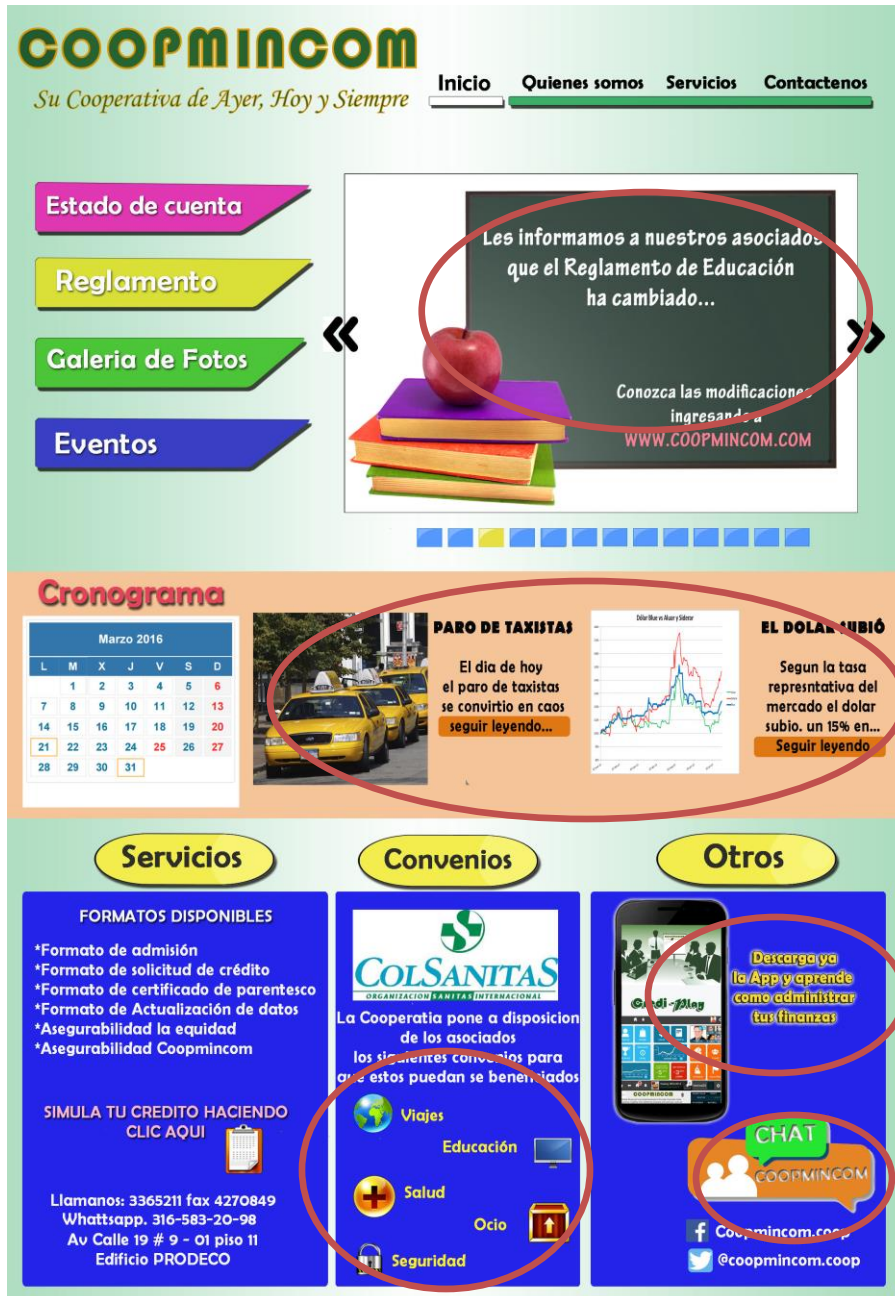 COOPMINCOM
Su Cooperativa de Ayer, Hoy y Siempre
Inicio Quienes somos Servicios Contactenos
Estado de cuenta
Reglamento
Galeria de Fotos
Eventos
Les informamos a nuestros asociados
que el Reglamento de Educación
ha cambiado...
Conozca las modificaciones
ingresando a
WWW.COOPMINCOM.COM
Cronograma
Marzo 2016
L M X J V S D
1 2 3 4 5 6
7 8 9 10 11 12 13
14 15 16 17 18 19 20
21 22 23 24 25 26 27
28 29 30 31
PARO DE TAXISTAS
El dia de hoy
el paro de taxistas
se convirtio en caos
seguir leyendo...
Dólar Blue vs Aluar y Siderar
EL DOLAR SUBIÓ
Segun la tasa
represntativa del
mercado el dolar
subio. un 15% en...
Seguir leyendo
Servicios
FORMATOS DISPONIBLES
*Formato de admisión
*Formato de solicitud de crédito
*Formato de certificado de parentesco
*Formato de Actualización de datos
*Asegurabilidad la equidad
*Asegurabilidad Coopmincom
SIMULA TU CREDITO HACIENDO
CLIC AQUI
Llamanos: 3365211 fax 4270849
Whattsapp. 316-583-20-98
Av Calle 19 # 9 - 01 piso 11
Edificio PRODECO
Convenios
COLSANITAS
ORGANIZACION SANITAS INTERNACIONAL
La Cooperatia pone a disposicion
de los asociados
los siguientes convenios para
que estos puedan se beneficiados
Viajes
Educación
Salud
Ocio
Seguridad
Otros
Credi-Play
COOPMINCOM
Descarga ya
la App y aprende
como administrar
tus finanzas
CHAT
COOPMINCOM
Coopmincom.coop
@coopmincom.coop